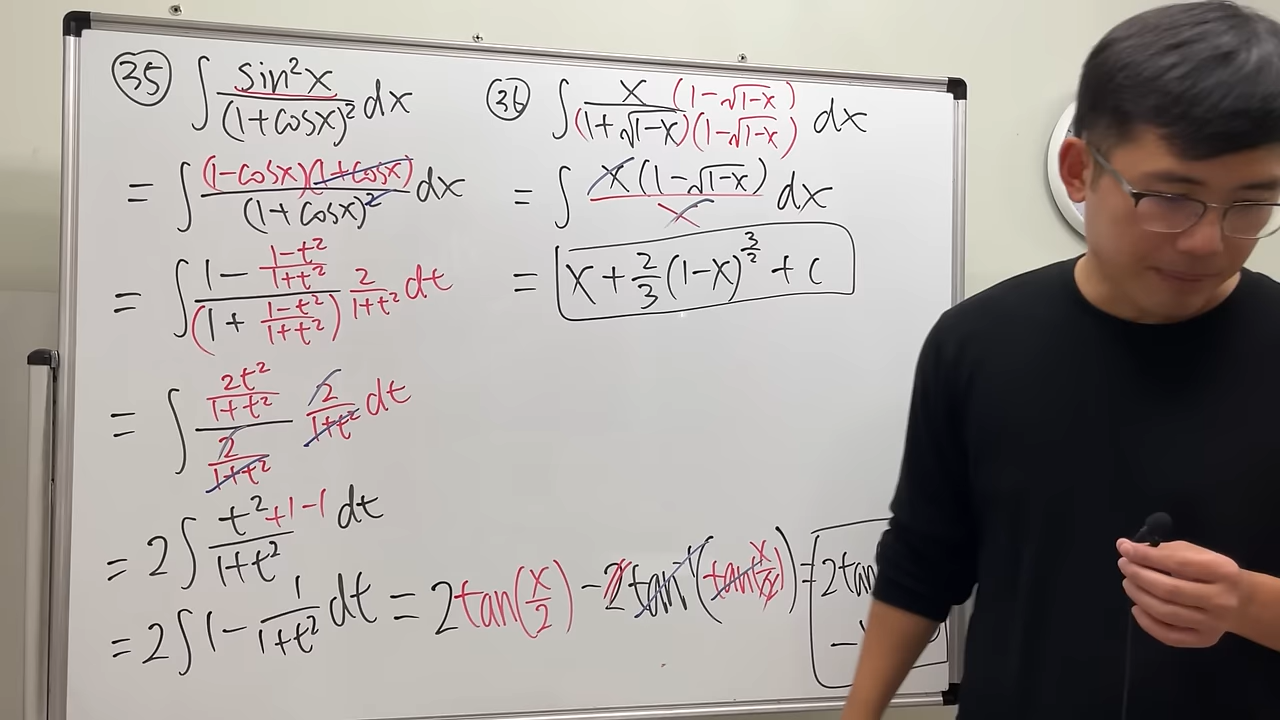 (35) ∫ sin²x/(1+cosx)² dx
= ∫ (1-cosx)(1+cosx)/(1+cosx)² dx
= ∫ (1 - (1-t²)/(1+t²))/(1 + (1-t²)/(1+t²)) 2/(1+t²) dt
= ∫ (2t²/(1+t²))/(2/(1+t²)) 2/(1+t²) dt
= 2∫ (t²+1-1)/(1+t²) dt
= 2∫ 1 - 1/(1+t²) dt = 2tan(x/2) - 2tan⁻¹(tan(x/2)) = 2tan
(36) ∫ x(1-√(1-x))/((1+√(1-x))(1-√(1-x))) dx
= ∫ x(1-√(1-x))/x dx
= x + 2/3 (1-x)^(3/2) + C